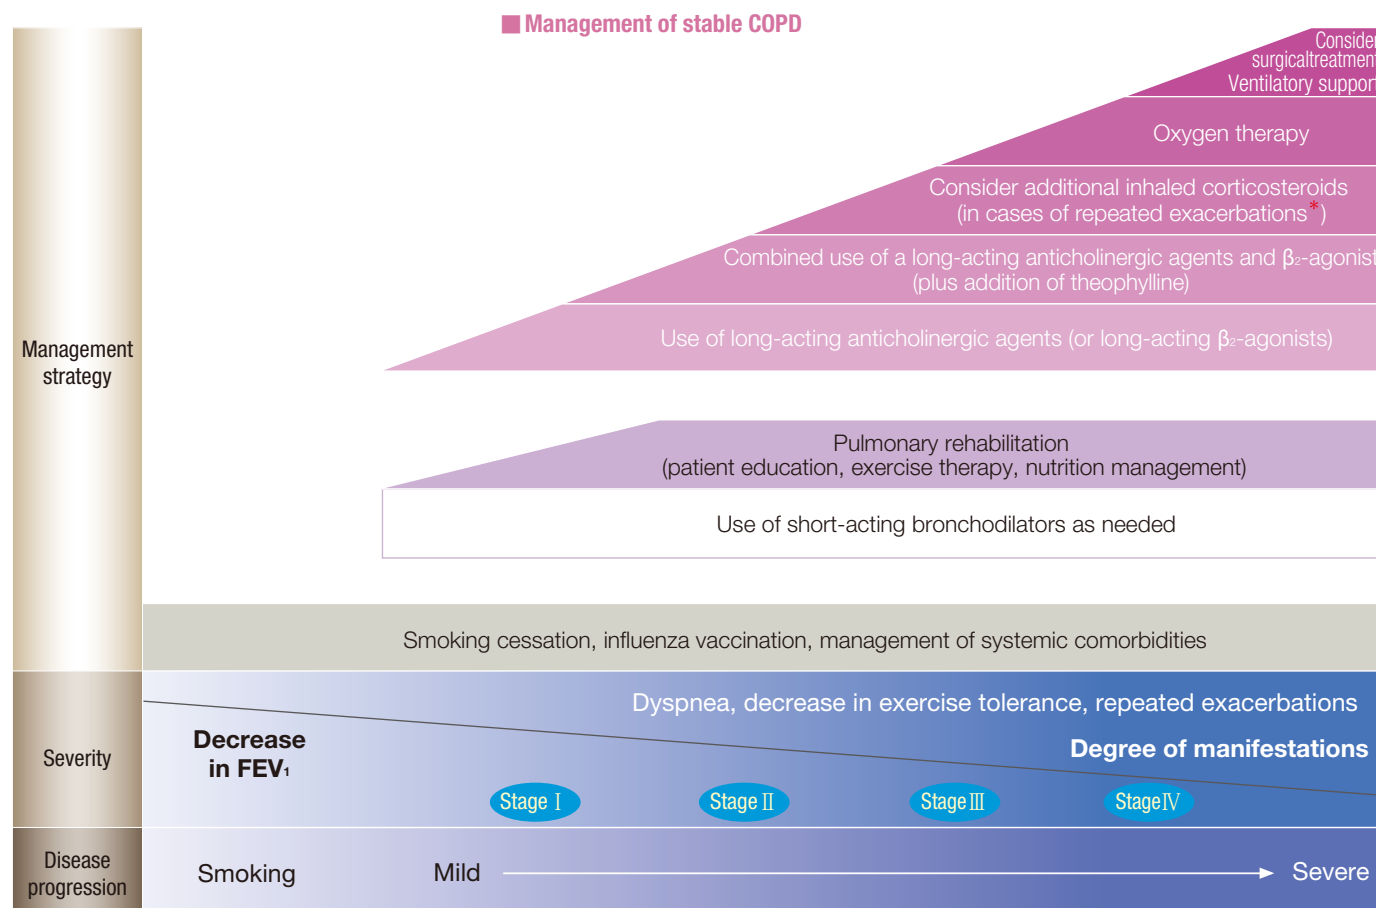 Management of stable COPD
Consider
surgicaltreatment
Ventilatory support
Oxygen therapy
Consider additional inhaled corticosteroids
(in cases of repeated exacerbations*)
Combined use of a long-acting anticholinergic agents and β2-agonist
(plus addition of theophylline)
Use of long-acting anticholinergic agents (or long-acting β2-agonists)
Management
strategy
Pulmonary rehabilitation
(patient education, exercise therapy, nutrition management)
Use of short-acting bronchodilators as needed
Smoking cessation, influenza vaccination, management of systemic comorbidities
Dyspnea, decrease in exercise tolerance, repeated exacerbations
Severity
Decrease
in FEV1
Degree of manifestations
Stage Ⅰ
Stage Ⅱ
Stage Ⅲ
Stage Ⅳ
Disease
progression
Smoking
Mild
Severe